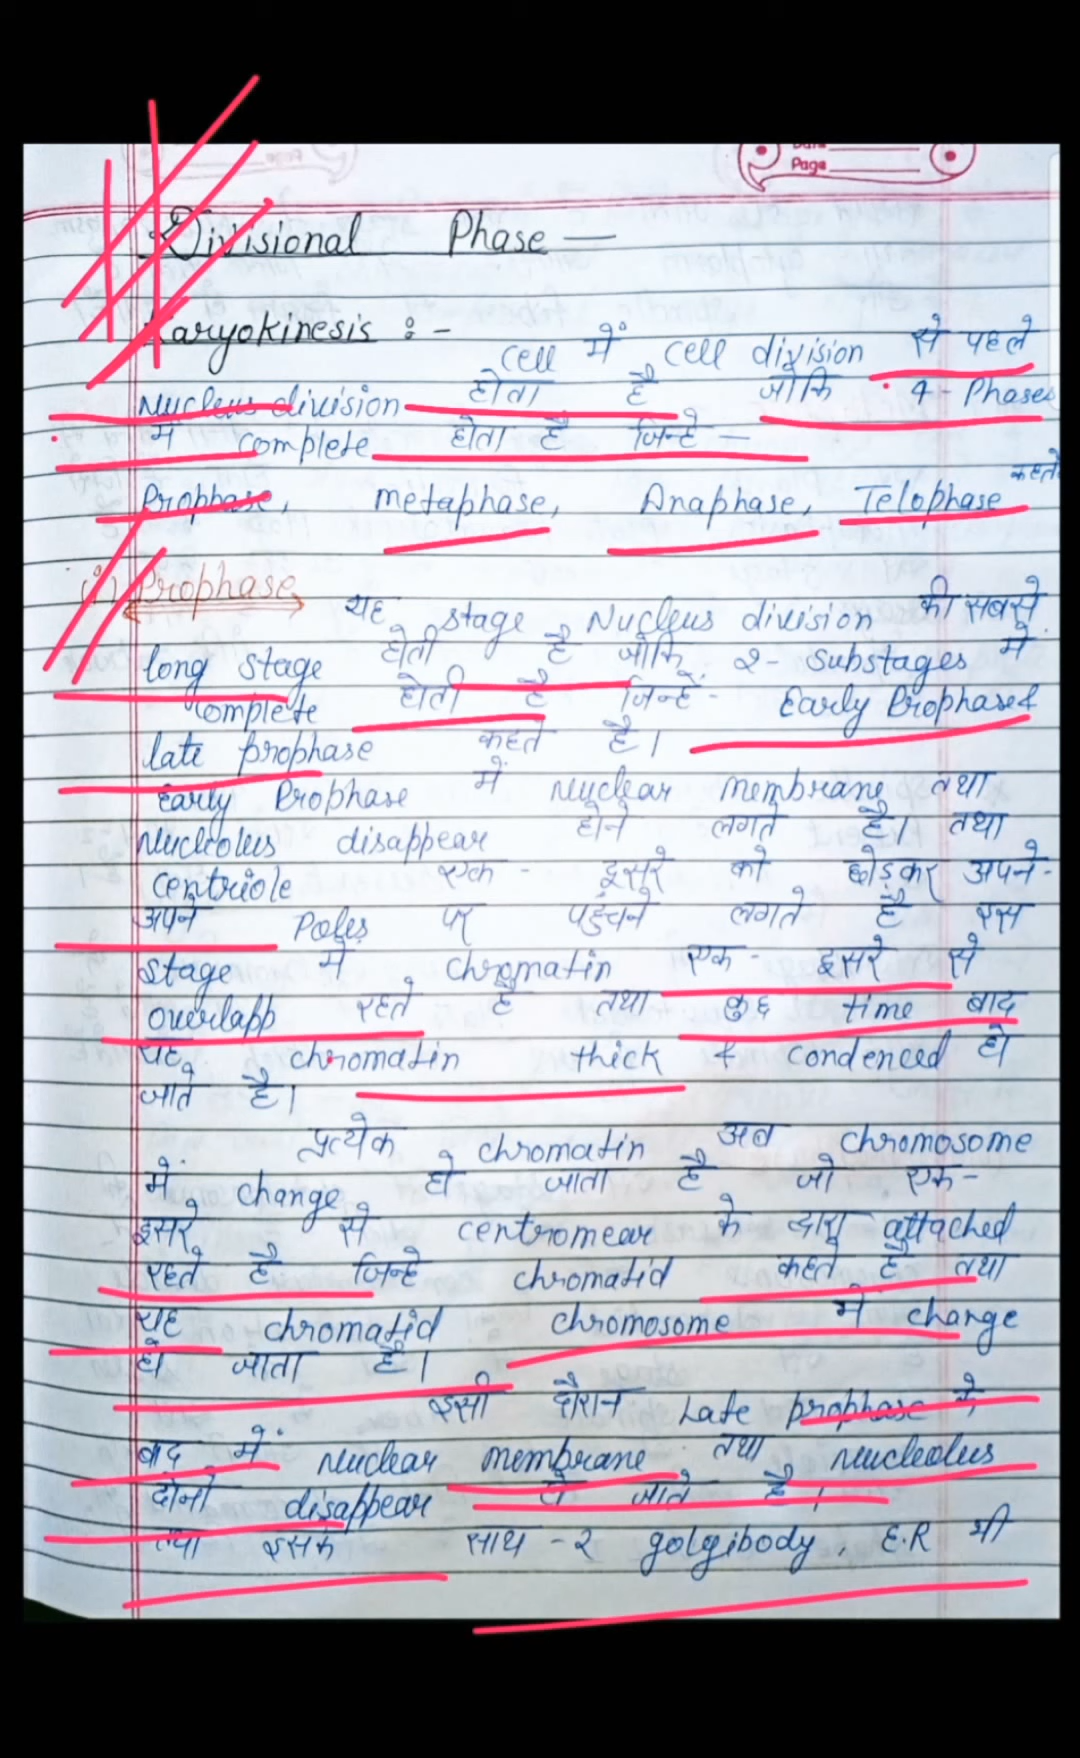 Page
Divisional Phase —
Karyokinesis :-
cell में cell division से पहले
Nucleus division होता है जोकि 4- Phases
में complete होता है जिन्हे —
कहते
Prophase, metaphase, Anaphase, Telophase
(i) Prophase
यह stage Nucleus division की सबसे
long stage होती है जोकि 2- substages में
complete होती है जिन्हें- Early Prophase &
late prophase कहते है।
Early Prophase में Nuclear membrane तथा
Nucleolus disappear होने लगते है। तथा
centriole एक- दूसरे को छोड़कर अपने-
अपने Poles पर पहुंचने लगते है इस
stage में chromatin एक- दूसरे से
overlapp रहते है तथा कुछ time बाद
यह chromatin thick & condenced हो
जाते है।
प्रत्येक chromatin अब chromosome
में change हो जाता है जो एक-
दूसरे से centromear के द्वारा attached
रहते है जिन्हे chromatid कहते है तथा
यह chromatid chromosome में change
हो जाता है।
इसी दौरान Late prophase के
बाद में Nuclear membrane तथा Nucleolus
दोनो disappear हो जाते है।
तथा इसके साथ -2 golgibody, E.R भी